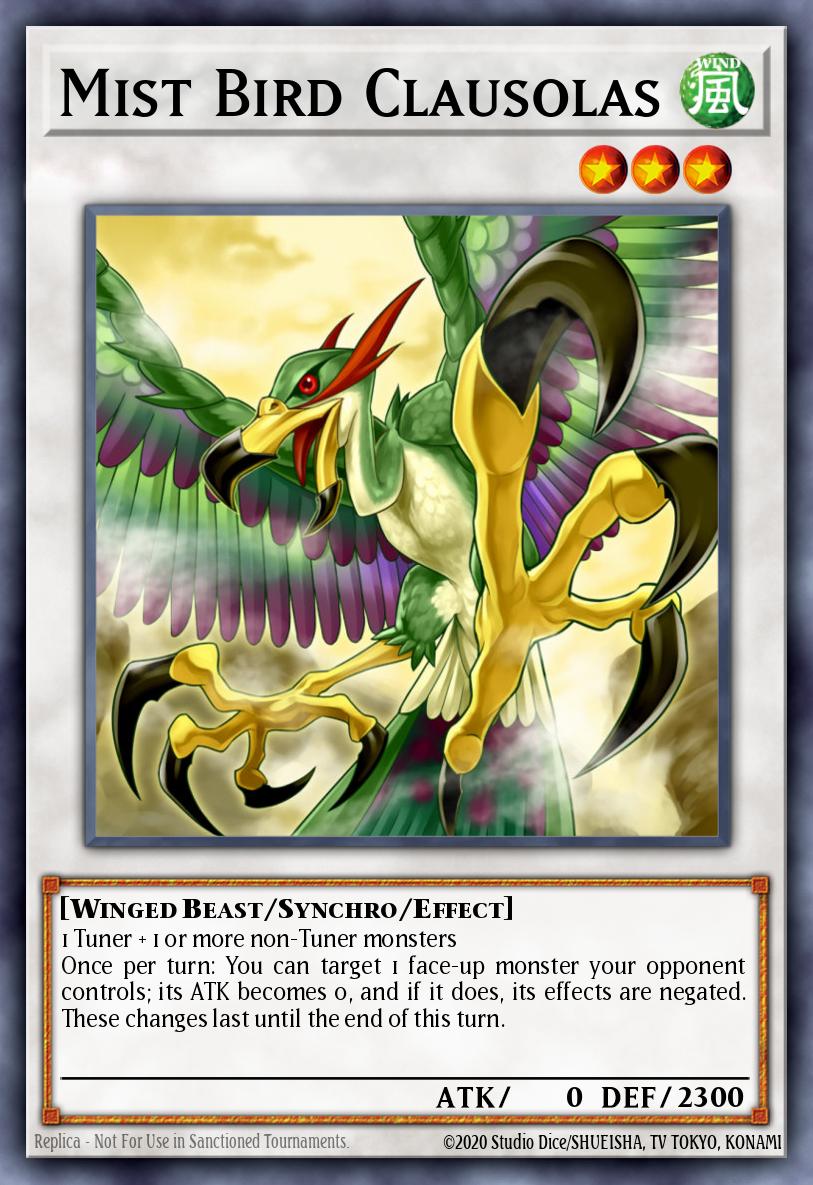 Mist Bird Clausolas
WIND
風
[Winged Beast/Synchro/Effect]
1 Tuner + 1 or more non-Tuner monsters
Once per turn: You can target 1 face-up monster your opponent
controls; its ATK becomes 0, and if it does, its effects are negated.
These changes last until the end of this turn.
ATK/ 0 DEF/2300
Replica - Not For Use in Sanctioned Tournaments.
©2020 Studio Dice/SHUEISHA, TV TOKYO, KONAMI